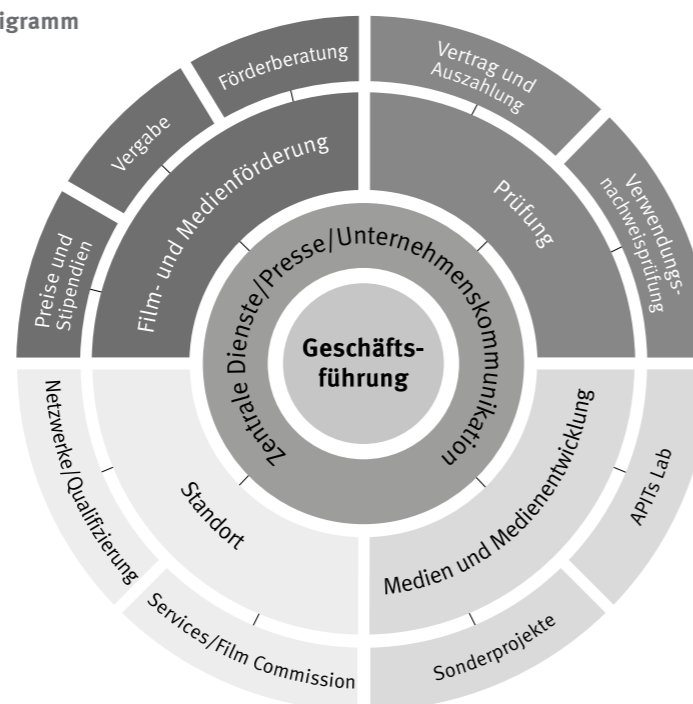 igramm
Förderberatung
Vergabe
Preise und
Stipendien
Film- und Medienförderung
Vertrag und
Auszahlung
Verwendungs-
nachweisprüfung
Prüfung
Zentrale Dienste/Presse/Unternehmenskommunikation
Geschäfts-
führung
Standort
Netzwerke/Qualifizierung
Services/Film Commission
Medien und Medienentwicklung
APITs Lab
Sonderprojekte